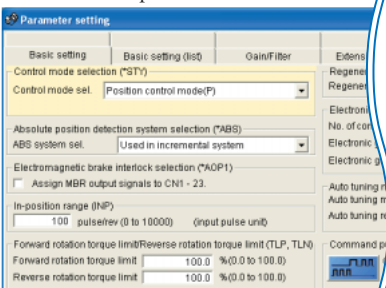 Parameter setting
Basic setting
Basic setting (list)
Gain/Filter
Extens
Control mode selection (*STY)
Control mode sel.
Position control mode(P)
Regener
Regener
Electroni
No. of con
Electronic g
Electronic g
Absolute position detection system selection (*ABS)
ABS system sel.
Used in incremental system
Electromagnetic brake interlock selection (*AOP1)
Assign MBR output signals to CN1 - 23.
Auto tuning m
Auto tuning m
Auto tuning re
In-position range (INP)
100 pulse/rev (0 to 10000) (input pulse unit)
Forward rotation torque limit/Reverse rotation torque limit (TLP, TLN)
Forward rotation torque limit 100.0 %(0.0 to 100.0)
Reverse rotation torque limit 100.0 %(0.0 to 100.0)
Command p